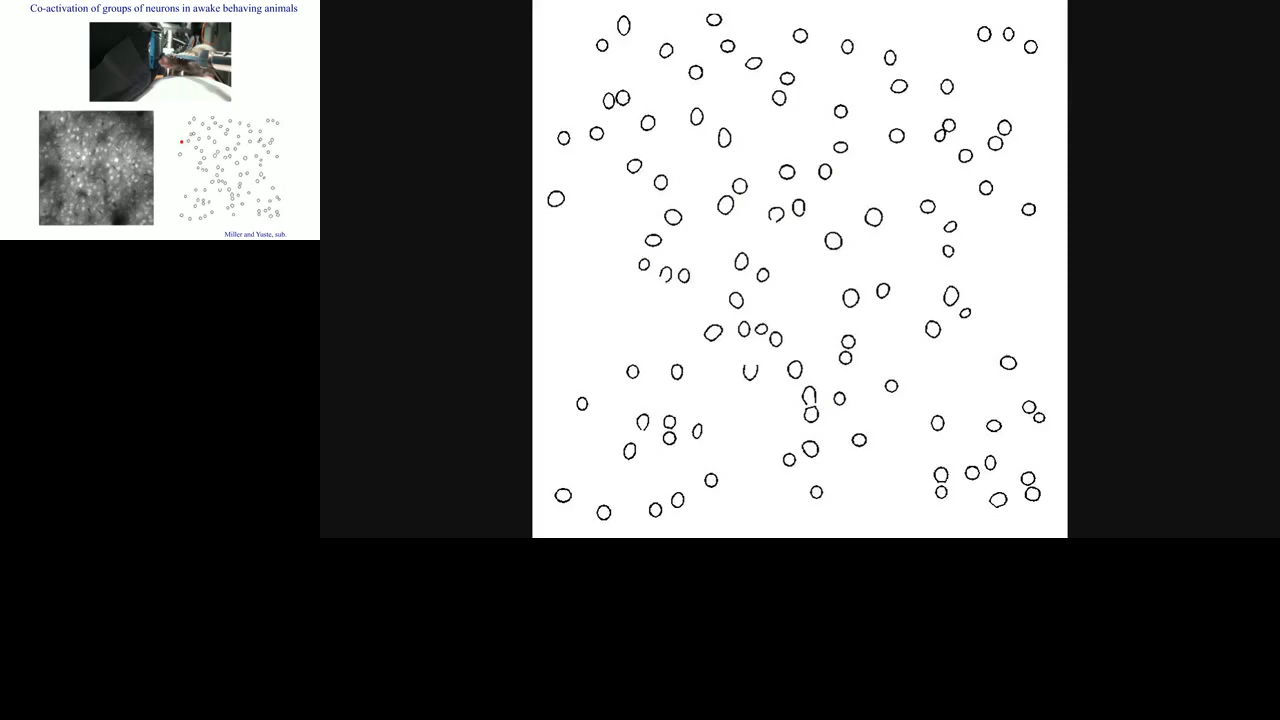 Co-activation of groups of neurons in awake behaving animals
Miller and Yuste, sub.